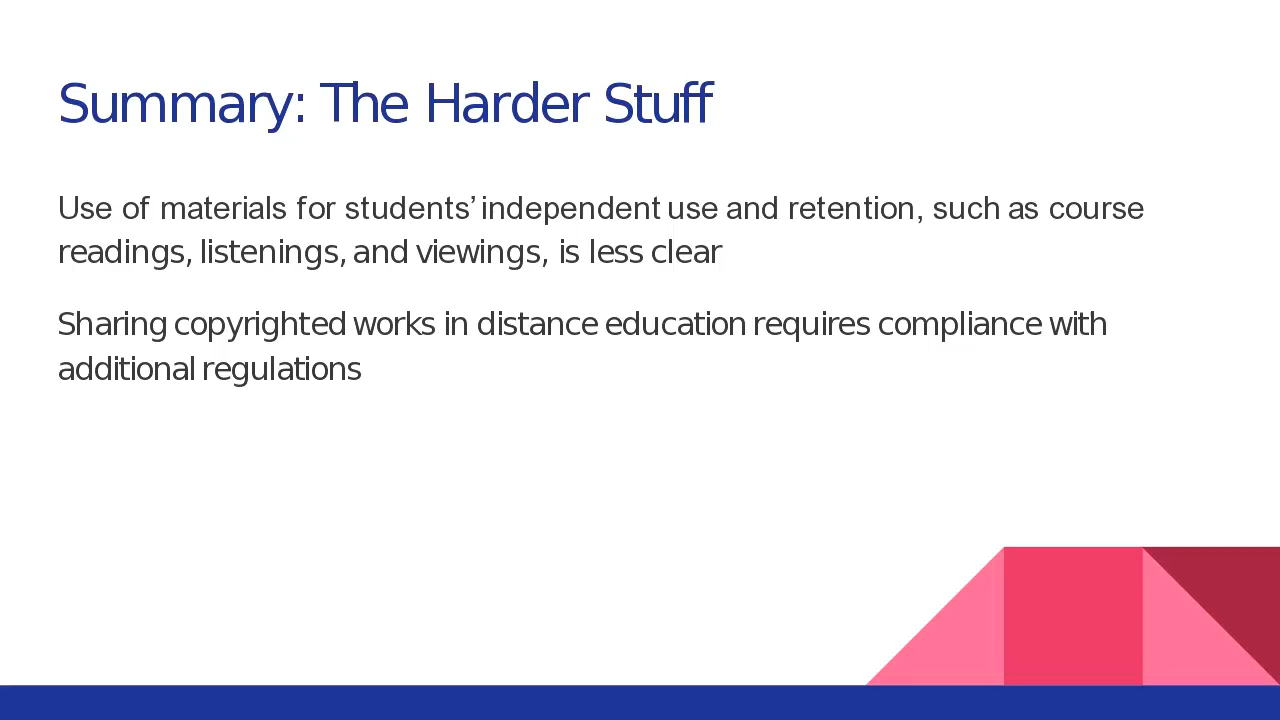 Summary: The Harder Stuff
Use of materials for students’ independent use and retention, such as course
readings, listenings, and viewings, is less clear
Sharing copyrighted works in distance education requires compliance with
additional regulations